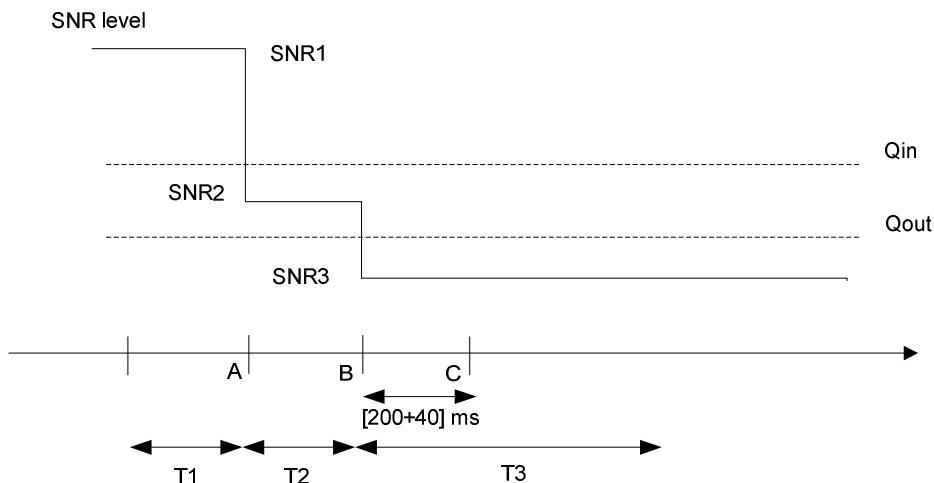 SNR level
SNR1
Qin
SNR2
Qout
SNR3
A
B
C
[200+40] ms
T1
T2
T3